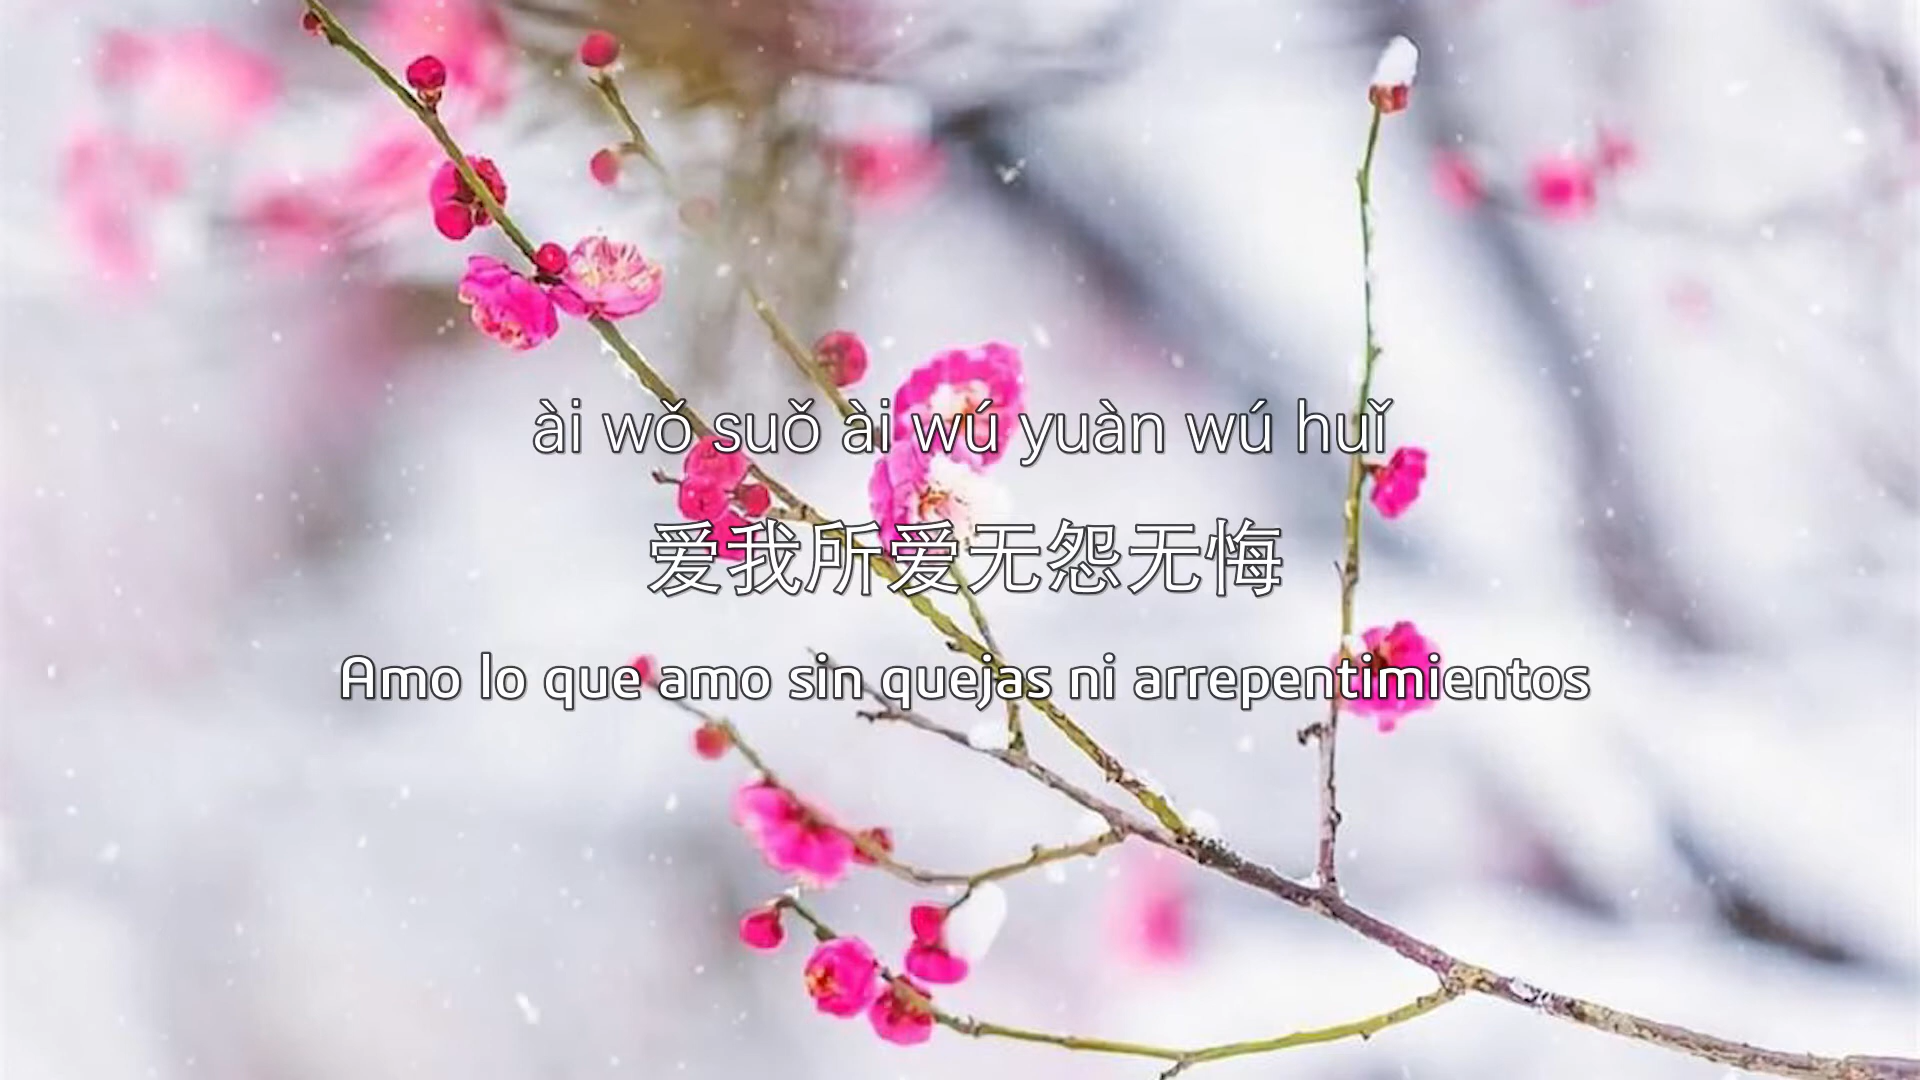 ài wǒ suǒ ài wú yuàn wú huǐ
爱我所爱无怨无悔
Amo lo que amo sin quejas ni arrepentimientos